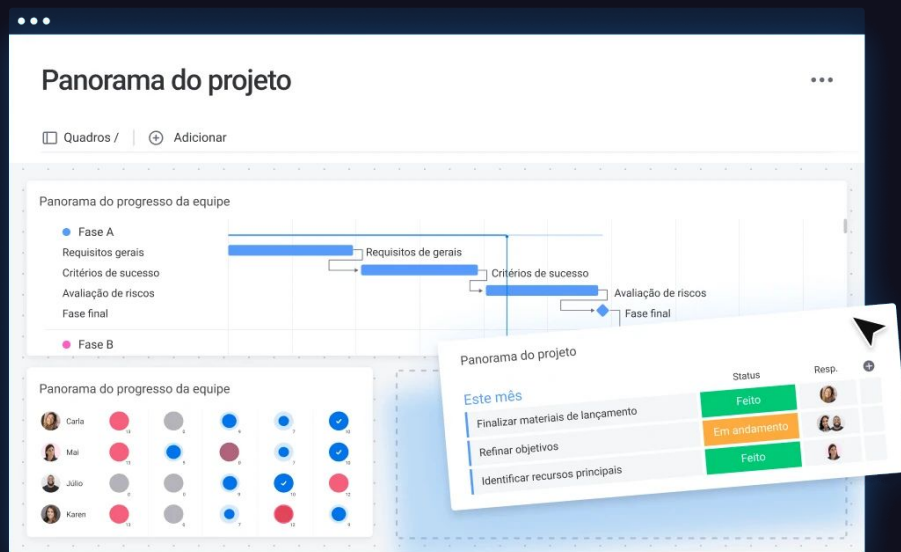 Panorama do projeto
Quadros / Adicionar
Panorama do progresso da equipe
Fase A
Requisitos gerais Requisitos de gerais
Critérios de sucesso Critérios de sucesso
Avaliação de riscos Avaliação de riscos
Fase final Fase final
Fase B
Panorama do projeto
Status Resp.
Este mês
Finalizar materiais de lançamento Feito
Refinar objetivos Em andamento
Identificar recursos principais Feito
Panorama do progresso da equipe
Carla
Mai
Júlio
Karen